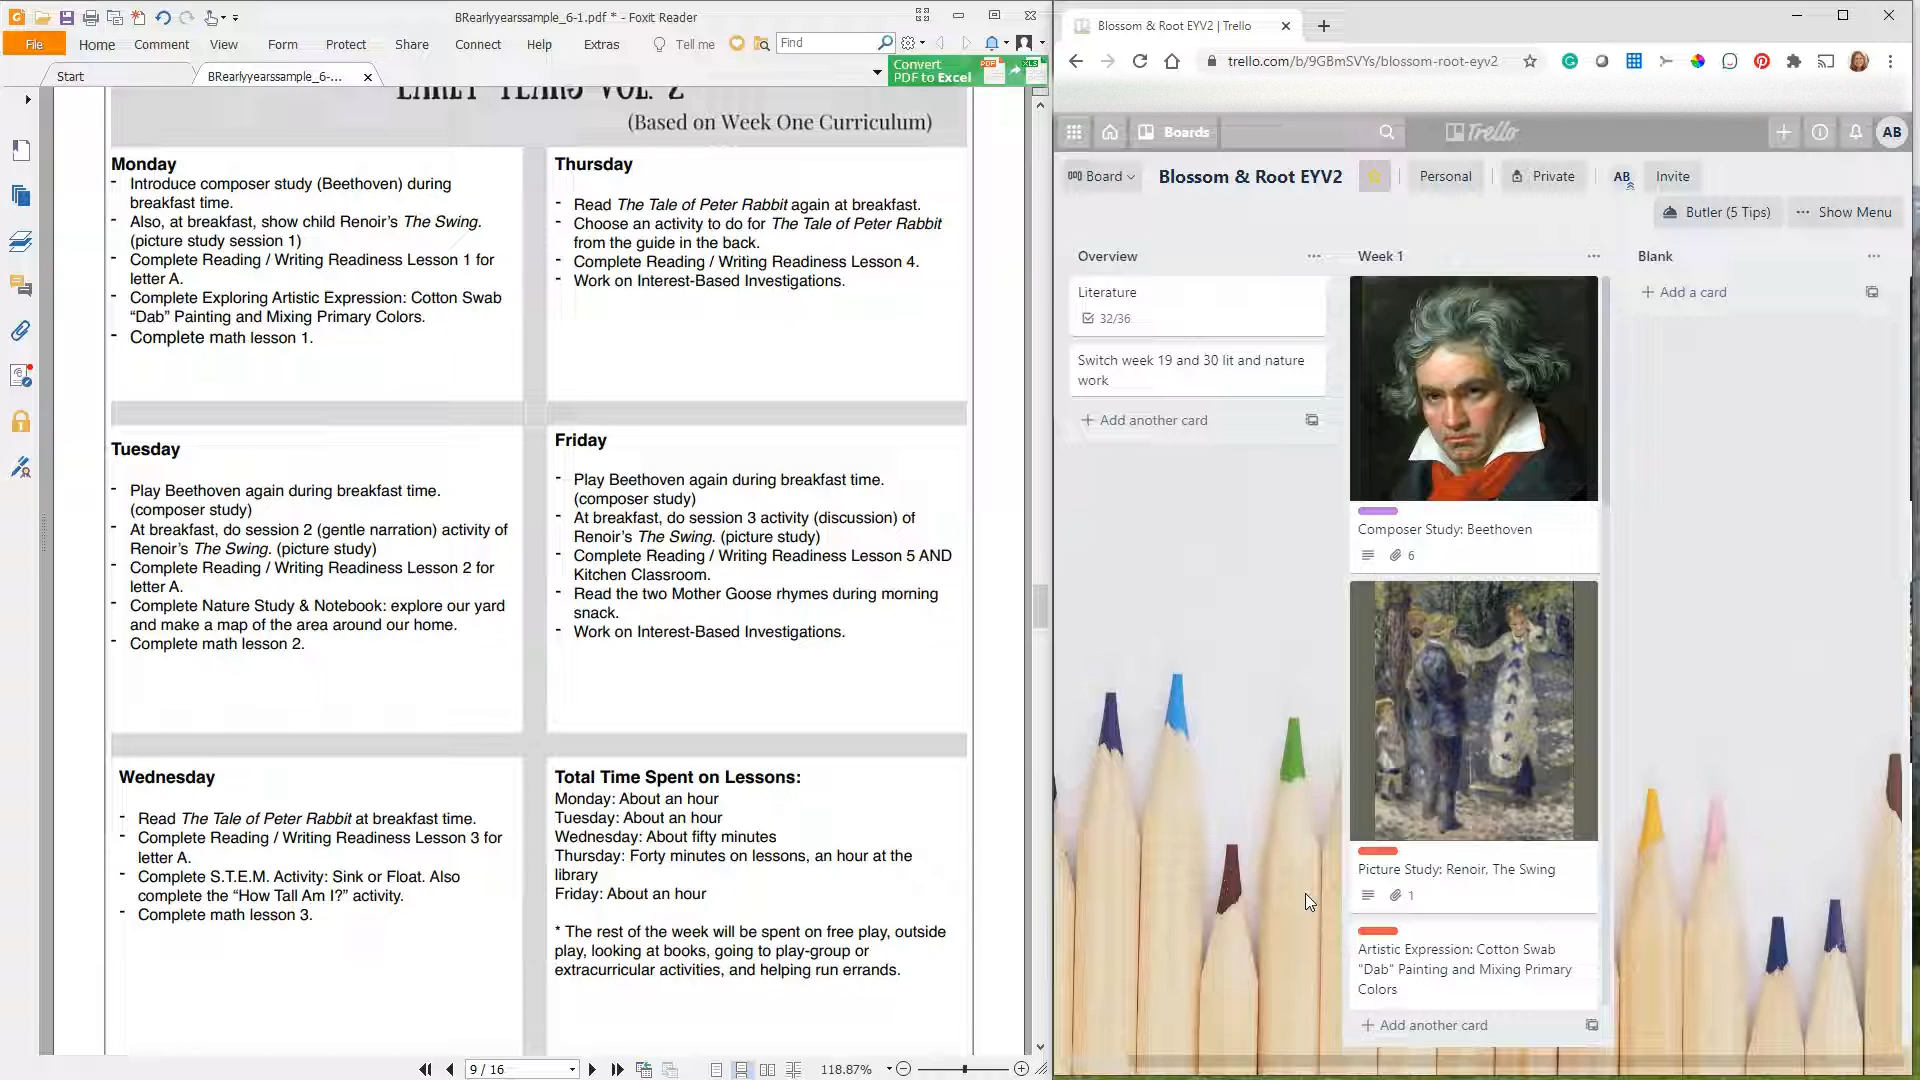 BRearlyyearssample_6-1.pdf * - Foxit Reader
File Home Comment View Form Protect Share Connect Help Extras Tell me Find
Start BRearlyyearssample_6-...
Convert
PDF to Excel
EARLY YEARS VOL. 2
(Based on Week One Curriculum)
Monday
- Introduce composer study (Beethoven) during
breakfast time.
- Also, at breakfast, show child Renoir's The Swing.
(picture study session 1)
- Complete Reading / Writing Readiness Lesson 1 for
letter A.
- Complete Exploring Artistic Expression: Cotton Swab
"Dab" Painting and Mixing Primary Colors.
- Complete math lesson 1.
Thursday
- Read The Tale of Peter Rabbit again at breakfast.
- Choose an activity to do for The Tale of Peter Rabbit
from the guide in the back.
- Complete Reading / Writing Readiness Lesson 4.
- Work on Interest-Based Investigations.
Tuesday
- Play Beethoven again during breakfast time.
(composer study)
- At breakfast, do session 2 (gentle narration) activity of
Renoir's The Swing. (picture study)
- Complete Reading / Writing Readiness Lesson 2 for
letter A.
- Complete Nature Study & Notebook: explore our yard
and make a map of the area around our home.
- Complete math lesson 2.
Friday
- Play Beethoven again during breakfast time.
(composer study)
- At breakfast, do session 3 activity (discussion) of
Renoir's The Swing. (picture study)
- Complete Reading / Writing Readiness Lesson 5 AND
Kitchen Classroom.
- Read the two Mother Goose rhymes during morning
snack.
- Work on Interest-Based Investigations.
Wednesday
- Read The Tale of Peter Rabbit at breakfast time.
- Complete Reading / Writing Readiness Lesson 3 for
letter A.
- Complete S.T.E.M. Activity: Sink or Float. Also
complete the "How Tall Am I?" activity.
- Complete math lesson 3.
Total Time Spent on Lessons:
Monday: About an hour
Tuesday: About an hour
Wednesday: About fifty minutes
Thursday: Forty minutes on lessons, an hour at the
library
Friday: About an hour
* The rest of the week will be spent on free play, outside
play, looking at books, going to play-group or
extracurricular activities, and helping run errands.
9 / 16
118.87%
Blossom & Root EYV2 | Trello
trello.com/b/9GBmSVYs/blossom-root-eyv2
Boards
Trello
AB
Board Blossom & Root EYV2 Personal Private AB Invite
Butler (5 Tips) Show Menu
Overview
Literature
32/36
Switch week 19 and 30 lit and nature
work
+ Add another card
Week 1
Composer Study: Beethoven
6
Picture Study: Renoir, The Swing
1
Artistic Expression: Cotton Swab
"Dab" Painting and Mixing Primary
Colors
+ Add another card
Blank
+ Add a card